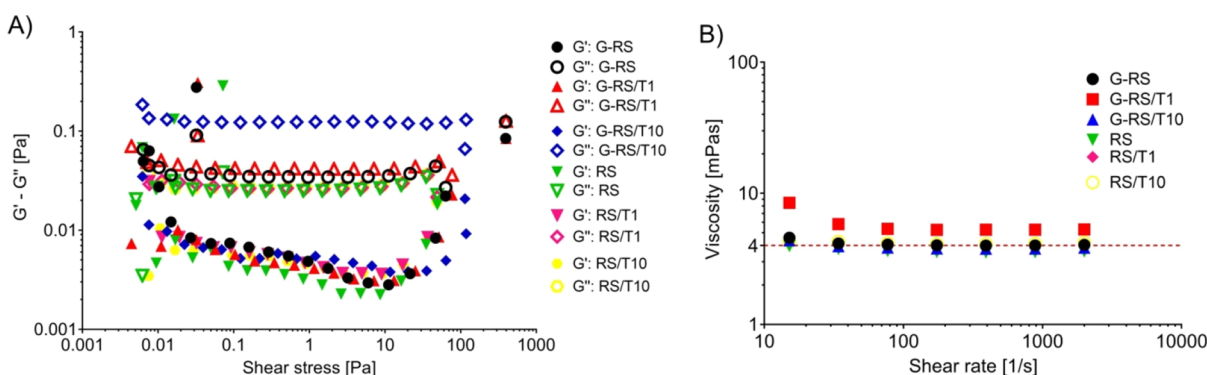 A)
G' - G" [Pa]
1
0.1
0.01
0.001
0.001
0.01
0.1
1
10
100
1000
Shear stress [Pa]
G': G-RS
G": G-RS
G': G-RS/T1
G": G-RS/T1
G': G-RS/T10
G": G-RS/T10
G': RS
G": RS
G': RS/T1
G": RS/T1
G': RS/T10
G": RS/T10
B)
Viscosity [mPas]
100
10
4
1
10
100
1000
10000
Shear rate [1/s]
G-RS
G-RS/T1
G-RS/T10
RS
RS/T1
RS/T10